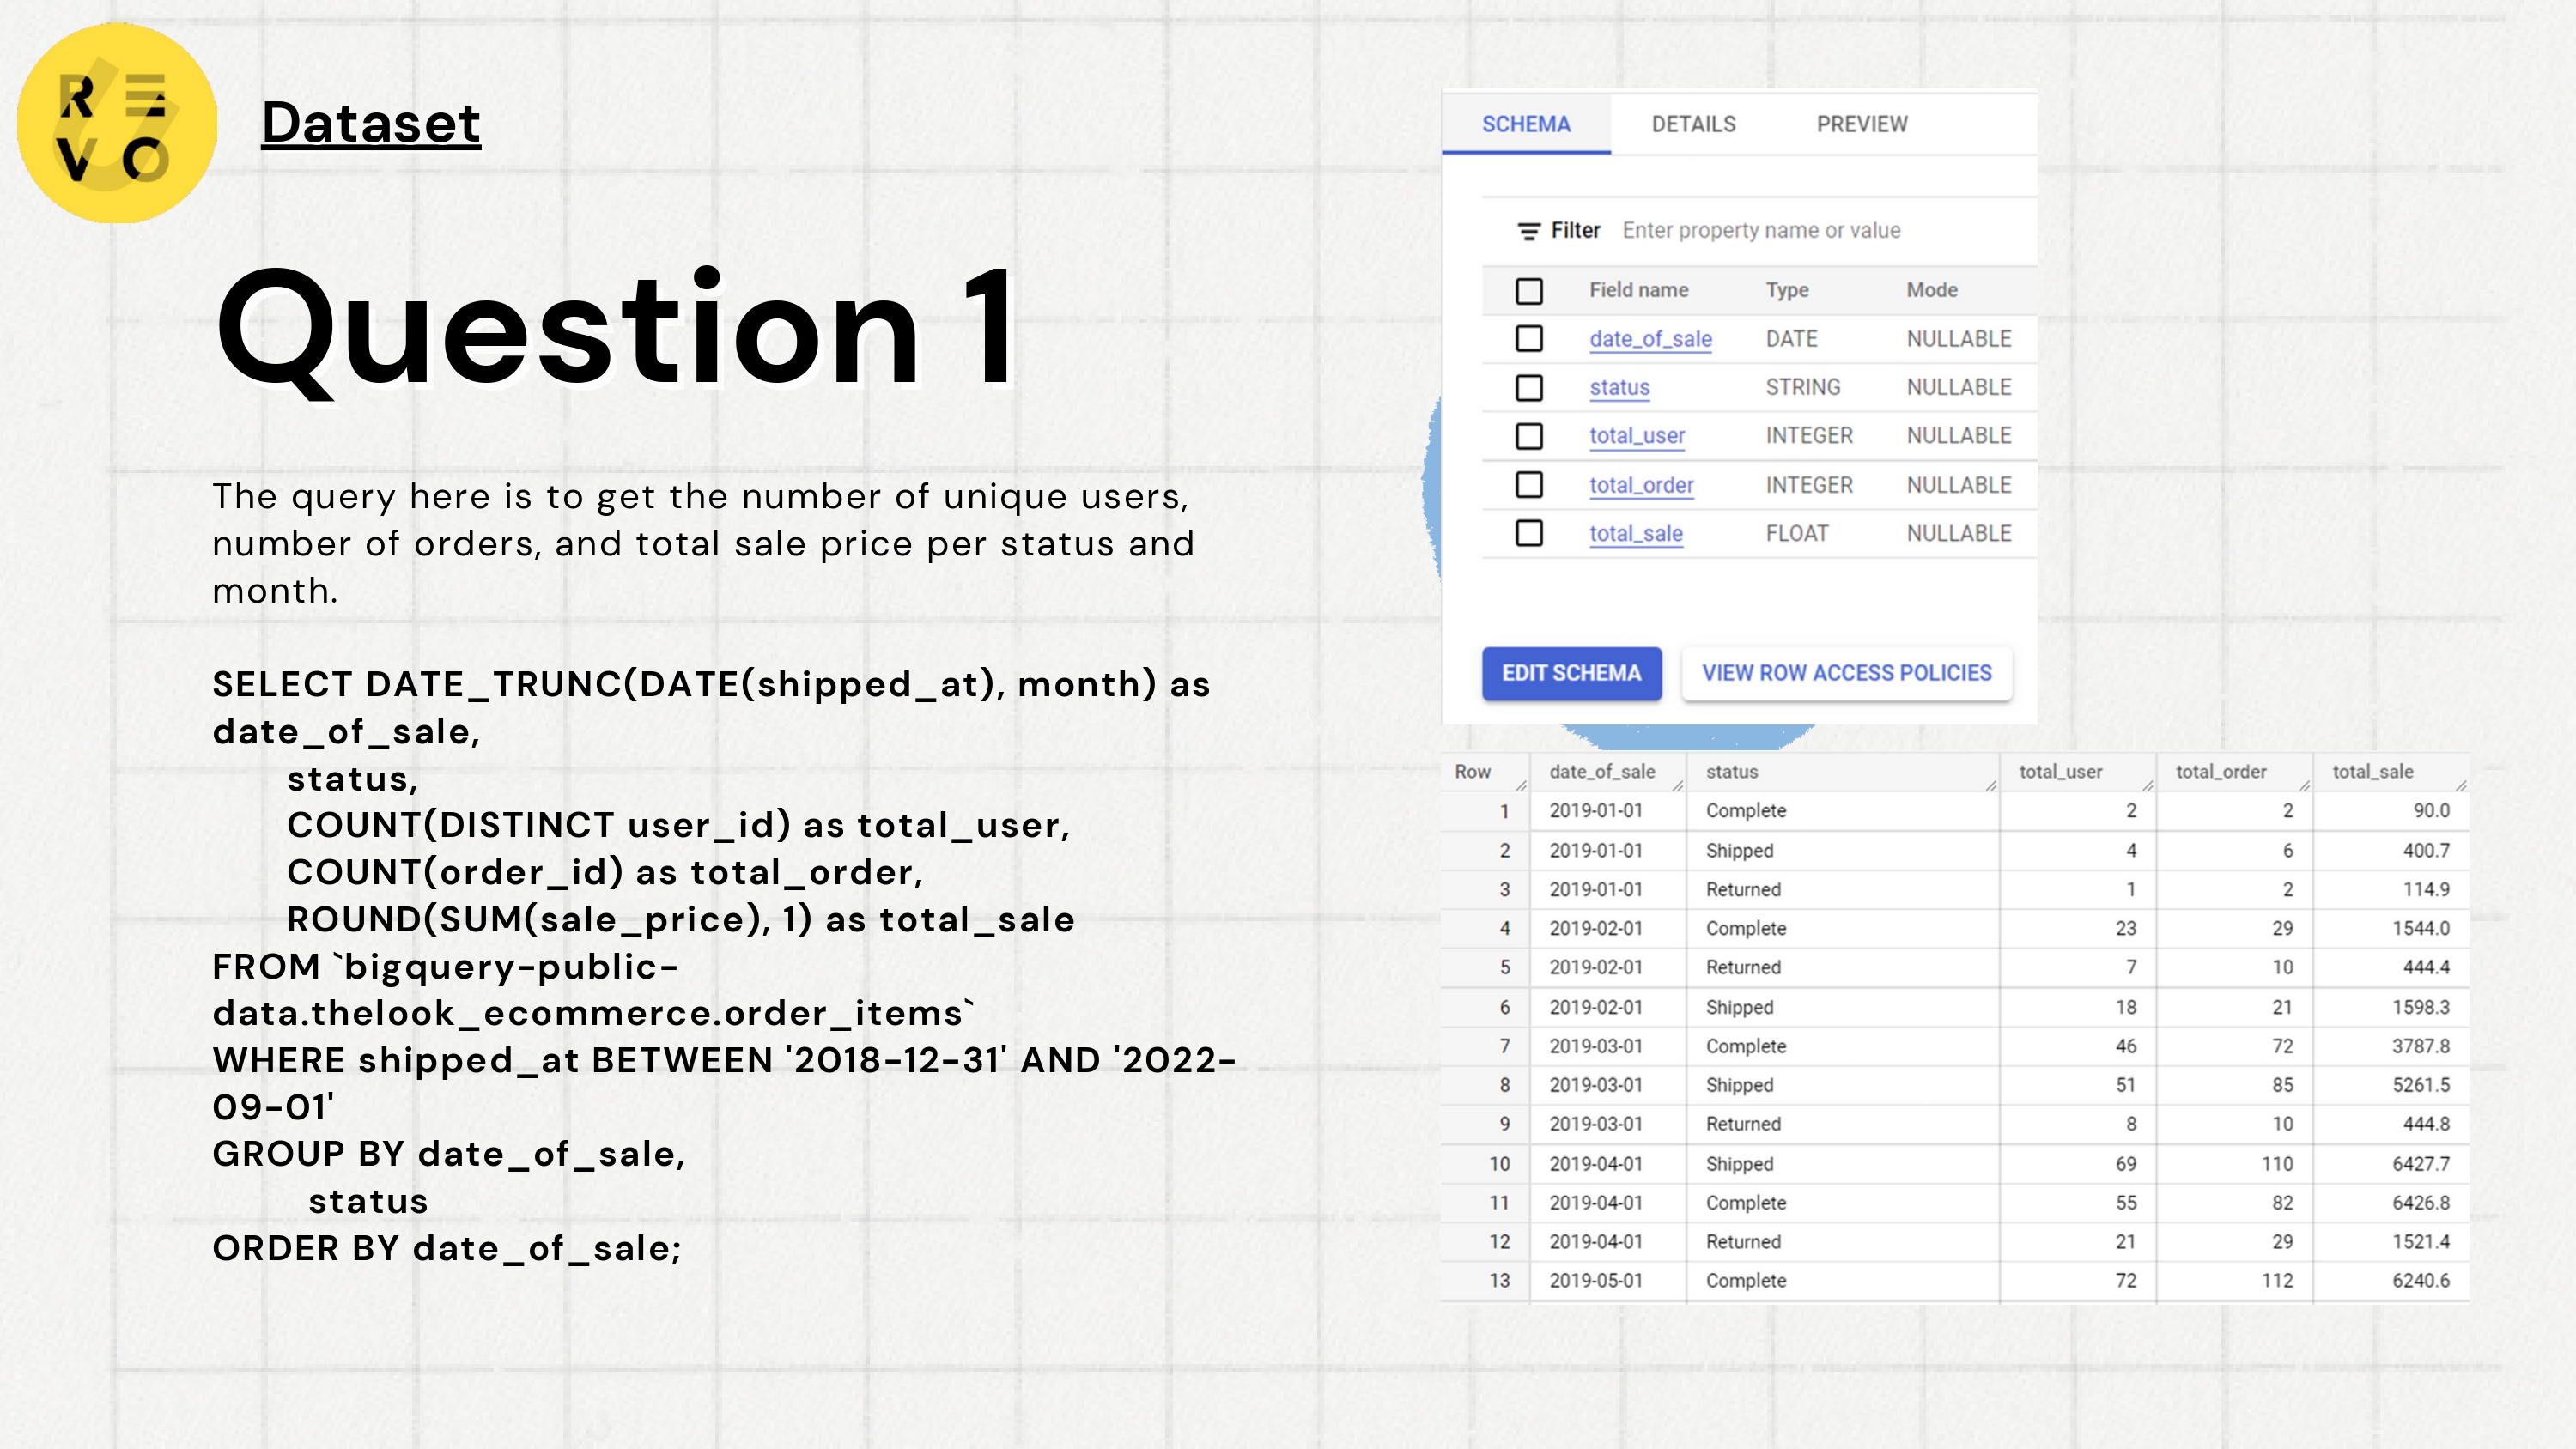 RE
VO
Dataset
Question 1
The query here is to get the number of unique users,
number of orders, and total sale price per status and
month.
SELECT DATE_TRUNC(DATE(shipped_at), month) as
date_of_sale,
status,
COUNT(DISTINCT user_id) as total_user,
COUNT(order_id) as total_order,
ROUND(SUM(sale_price), 1) as total_sale
FROM `bigquery-public-
data.thelook_ecommerce.order_items`
WHERE shipped_at BETWEEN '2018-12-31' AND '2022-
09-01'
GROUP BY date_of_sale,
status
ORDER BY date_of_sale;
SCHEMA DETAILS PREVIEW
Filter Enter property name or value
Field name Type Mode
date_of_sale DATE NULLABLE
status STRING NULLABLE
total_user INTEGER NULLABLE
total_order INTEGER NULLABLE
total_sale FLOAT NULLABLE
EDIT SCHEMA VIEW ROW ACCESS POLICIES
Row date_of_sale status total_user total_order total_sale
1 2019-01-01 Complete 2 2 90.0
2 2019-01-01 Shipped 4 6 400.7
3 2019-01-01 Returned 1 2 114.9
4 2019-02-01 Complete 23 29 1544.0
5 2019-02-01 Returned 7 10 444.4
6 2019-02-01 Shipped 18 21 1598.3
7 2019-03-01 Complete 46 72 3787.8
8 2019-03-01 Shipped 51 85 5261.5
9 2019-03-01 Returned 8 10 444.8
10 2019-04-01 Shipped 69 110 6427.7
11 2019-04-01 Complete 55 82 6426.8
12 2019-04-01 Returned 21 29 1521.4
13 2019-05-01 Complete 72 112 6240.6